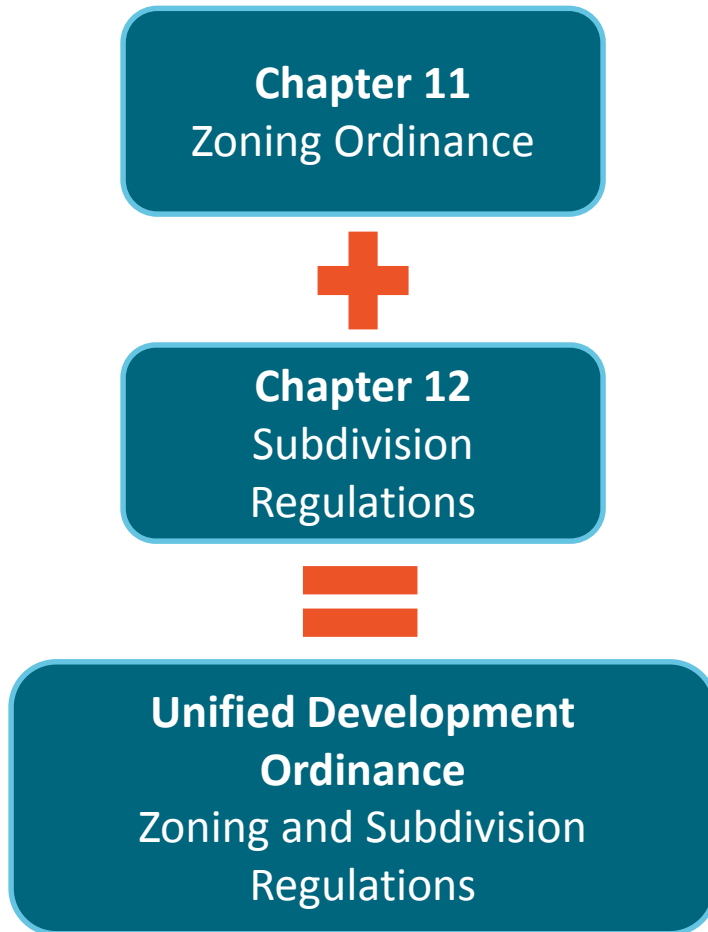 Chapter 11
Zoning Ordinance
Chapter 12
Subdivision
Regulations
Unified Development
Ordinance
Zoning and Subdivision
Regulations